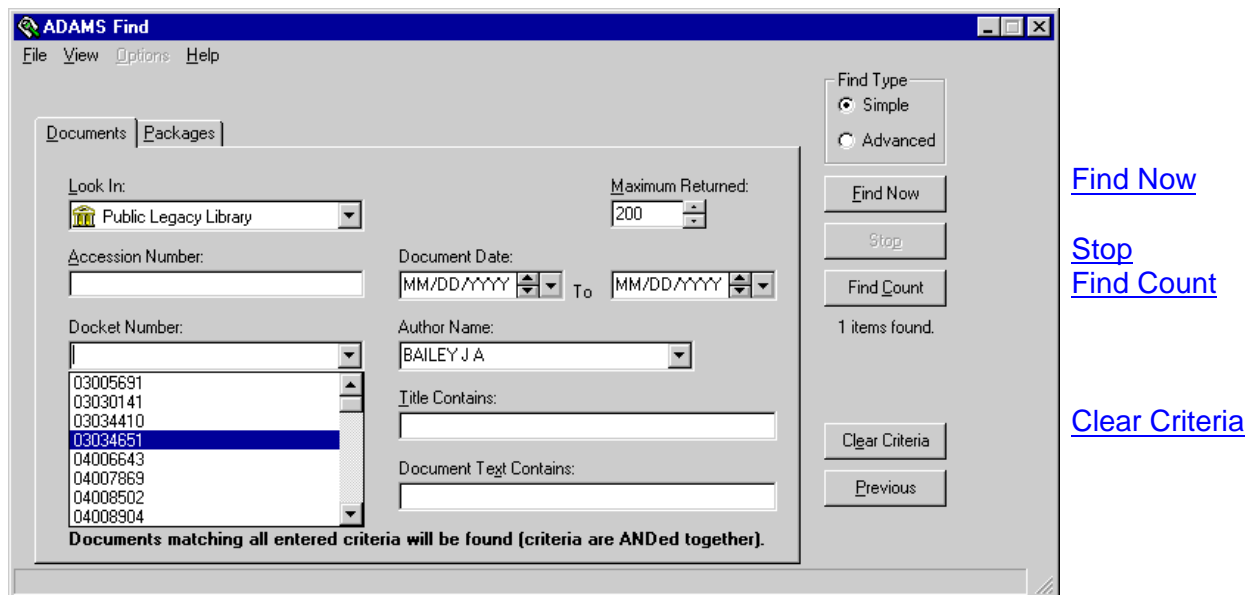 ADAMS Find
File View Options Help
Find Type
Simple
Advanced
Documents Packages
Look In:
Maximum Returned:
Public Legacy Library
200
Find Now
Find Now
Stop
Stop
Accession Number:
Document Date:
MM/DD/YYYY To MM/DD/YYYY
Find Count
Find Count
Docket Number:
Author Name:
1 items found.
BAILEY J A
03005691
03030141
03034410
03034651
04006643
04007869
04008502
04008904
Title Contains:
Clear Criteria
Clear Criteria
Document Text Contains:
Previous
Documents matching all entered criteria will be found (criteria are ANDed together).